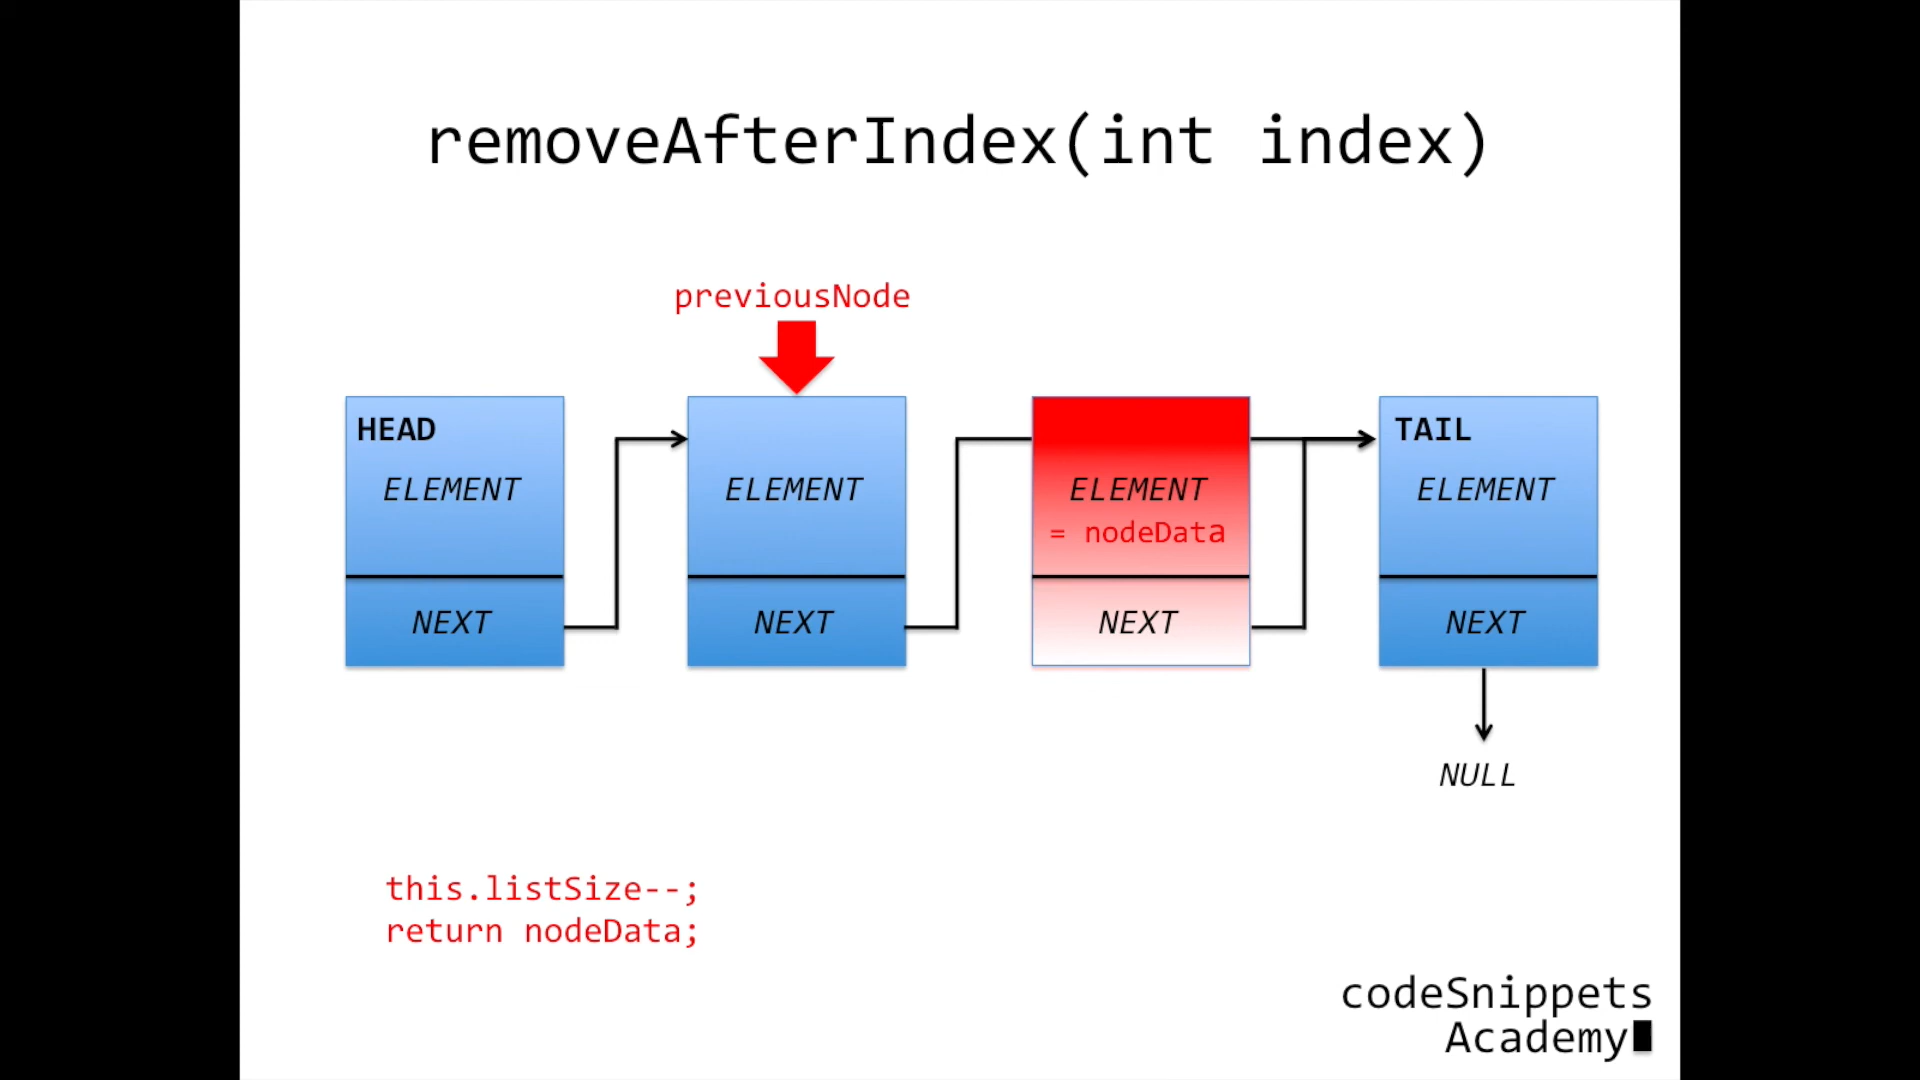 removeAfterIndex(int index)
previousNode
HEAD
ELEMENT
NEXT
ELEMENT
NEXT
ELEMENT
= nodeData
NEXT
TAIL
ELEMENT
NEXT
NULL
this.listSize--;
return nodeData;
codeSnippets
Academy